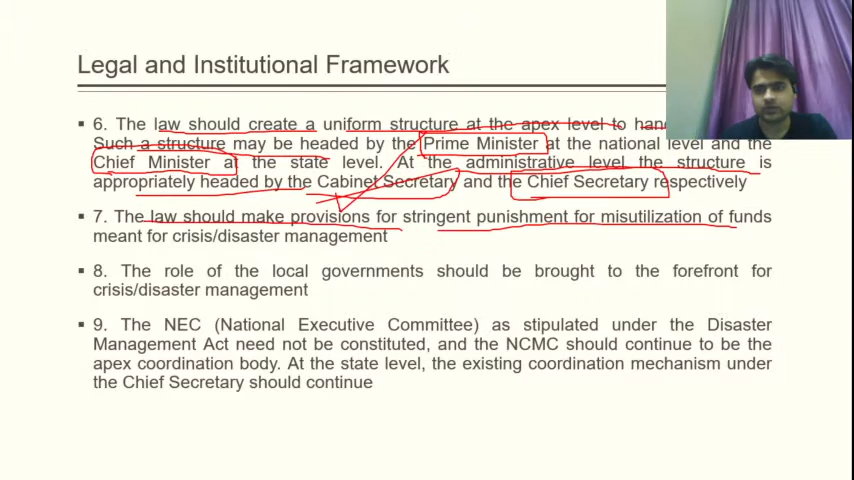 Legal and Institutional Framework
▪ 6. The law should create a uniform structure at the apex level to
Such a structure may be headed by the Prime Minister at the national level and the
Chief Minister at the state level. At the administrative level the structure is
appropriately headed by the Cabinet Secretary and the Chief Secretary respectively
▪ 7. The law should make provisions for stringent punishment for misutilization of funds
meant for crisis/disaster management
▪ 8. The role of the local governments should be brought to the forefront for
crisis/disaster management
▪ 9. The NEC (National Executive Committee) as stipulated under the Disaster
Management Act need not be constituted, and the NCMC should continue to be the
apex coordination body. At the state level, the existing coordination mechanism under
the Chief Secretary should continue